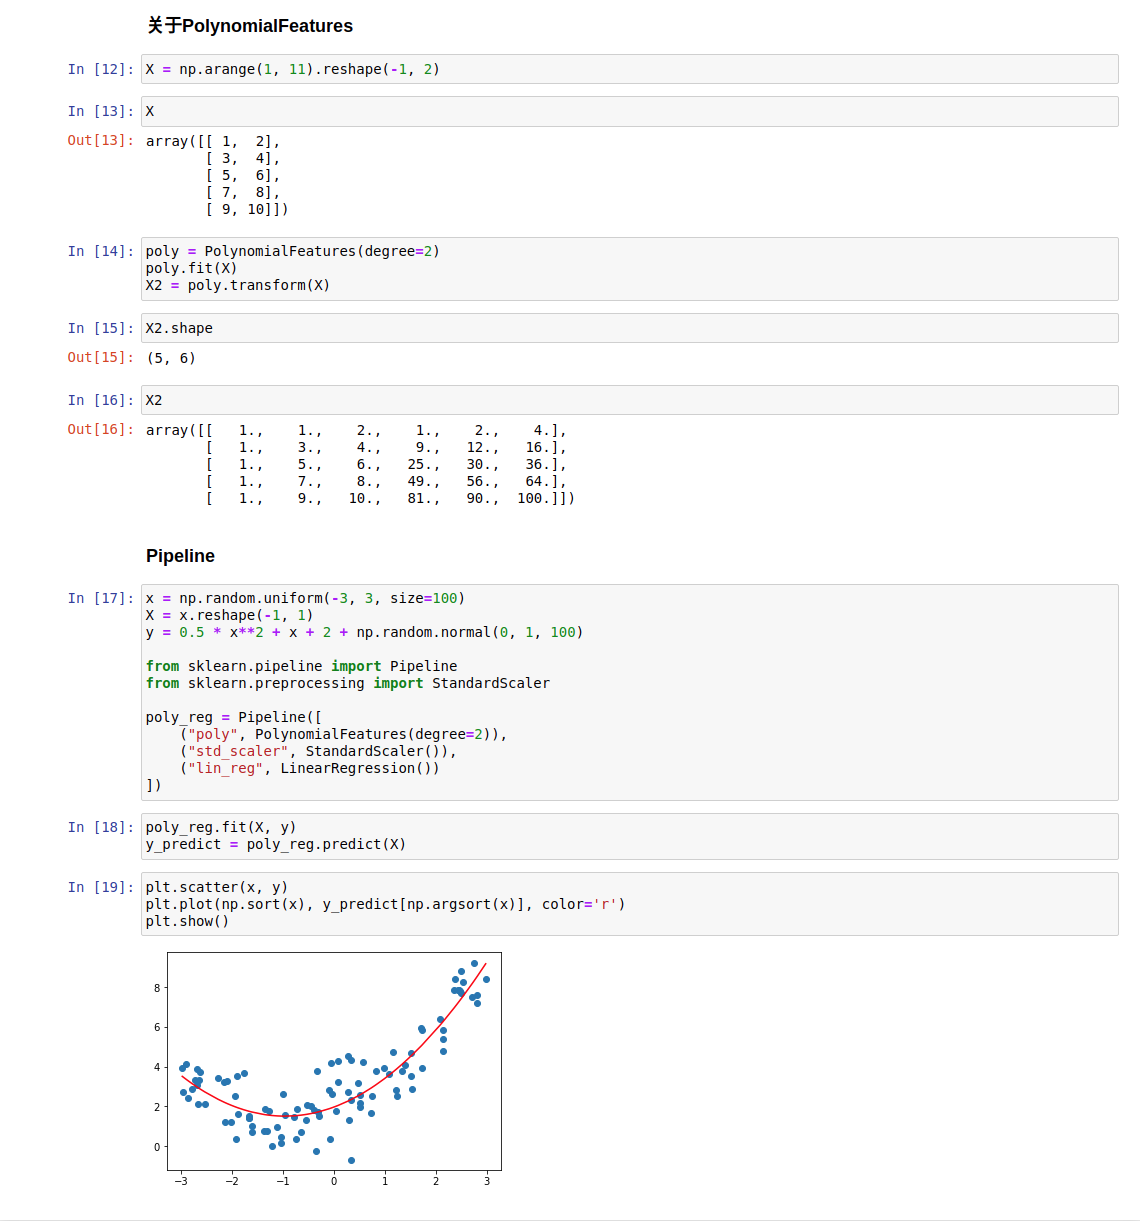 关于PolynomialFeatures
In [12]: X = np.arange(1, 11).reshape(-1, 2)
In [13]: X
Out[13]: array([[ 1,  2],
       [ 3,  4],
       [ 5,  6],
       [ 7,  8],
       [ 9, 10]])
In [14]: poly = PolynomialFeatures(degree=2)
poly.fit(X)
X2 = poly.transform(X)
In [15]: X2.shape
Out[15]: (5, 6)
In [16]: X2
Out[16]: array([[   1.,    1.,    2.,    1.,    2.,    4.],
       [   1.,    3.,    4.,    9.,   12.,   16.],
       [   1.,    5.,    6.,   25.,   30.,   36.],
       [   1.,    7.,    8.,   49.,   56.,   64.],
       [   1.,    9.,   10.,   81.,   90.,  100.]])
Pipeline
In [17]: x = np.random.uniform(-3, 3, size=100)
X = x.reshape(-1, 1)
y = 0.5 * x**2 + x + 2 + np.random.normal(0, 1, 100)
from sklearn.pipeline import Pipeline
from sklearn.preprocessing import StandardScaler
poly_reg = Pipeline([
    ("poly", PolynomialFeatures(degree=2)),
    ("std_scaler", StandardScaler()),
    ("lin_reg", LinearRegression())
])
In [18]: poly_reg.fit(X, y)
y_predict = poly_reg.predict(X)
In [19]: plt.scatter(x, y)
plt.plot(np.sort(x), y_predict[np.argsort(x)], color='r')
plt.show()
8
6
4
2
0
−3 −2 −1 0 1 2 3